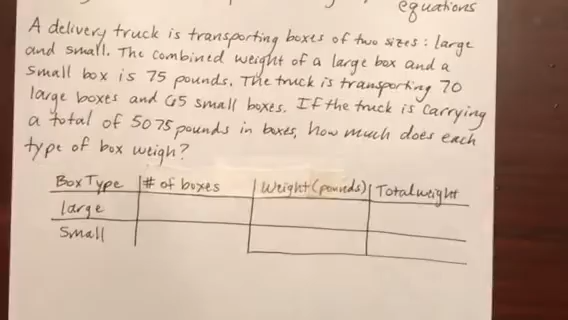 equations
A delivery truck is transporting boxes of two sizes: large
and small. The combined weight of a large box and a
small box is 75 pounds. The truck is transporting 70
large boxes and 65 small boxes. If the truck is carrying
a total of 5075 pounds in boxes, how much does each
type of box weigh?
Box Type # of boxes Weight (pounds) Total weight
large
small